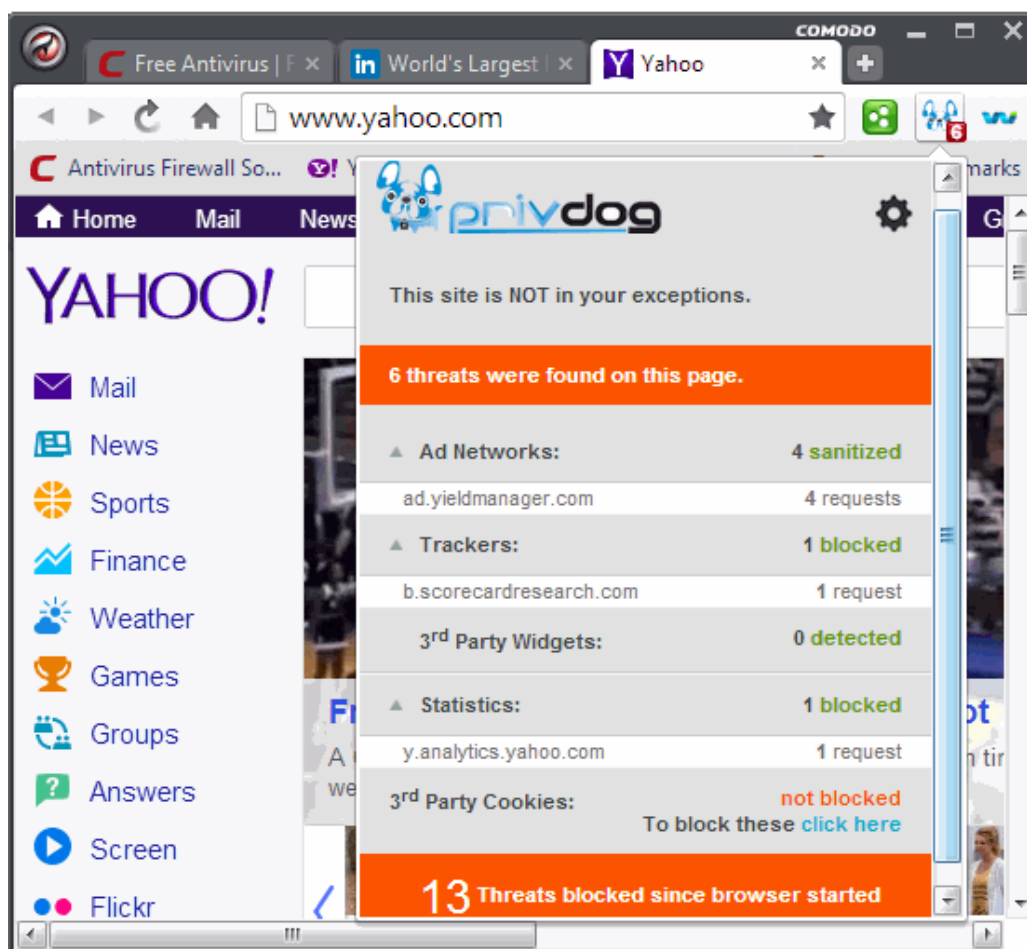 COMODO
Free Antivirus | F
in World's Largest
Y Yahoo
www.yahoo.com
6
Antivirus Firewall So...
Y!
marks
Home Mail News
YAHOO!
Mail
News
Sports
Finance
Weather
Games
Groups
Answers
Screen
Flickr
privdog
This site is NOT in your exceptions.
6 threats were found on this page.
Ad Networks: 4 sanitized
ad.yieldmanager.com 4 requests
Trackers: 1 blocked
b.scorecardresearch.com 1 request
3rd Party Widgets: 0 detected
Statistics: 1 blocked
y.analytics.yahoo.com 1 request
3rd Party Cookies: not blocked
To block these click here
13 Threats blocked since browser started